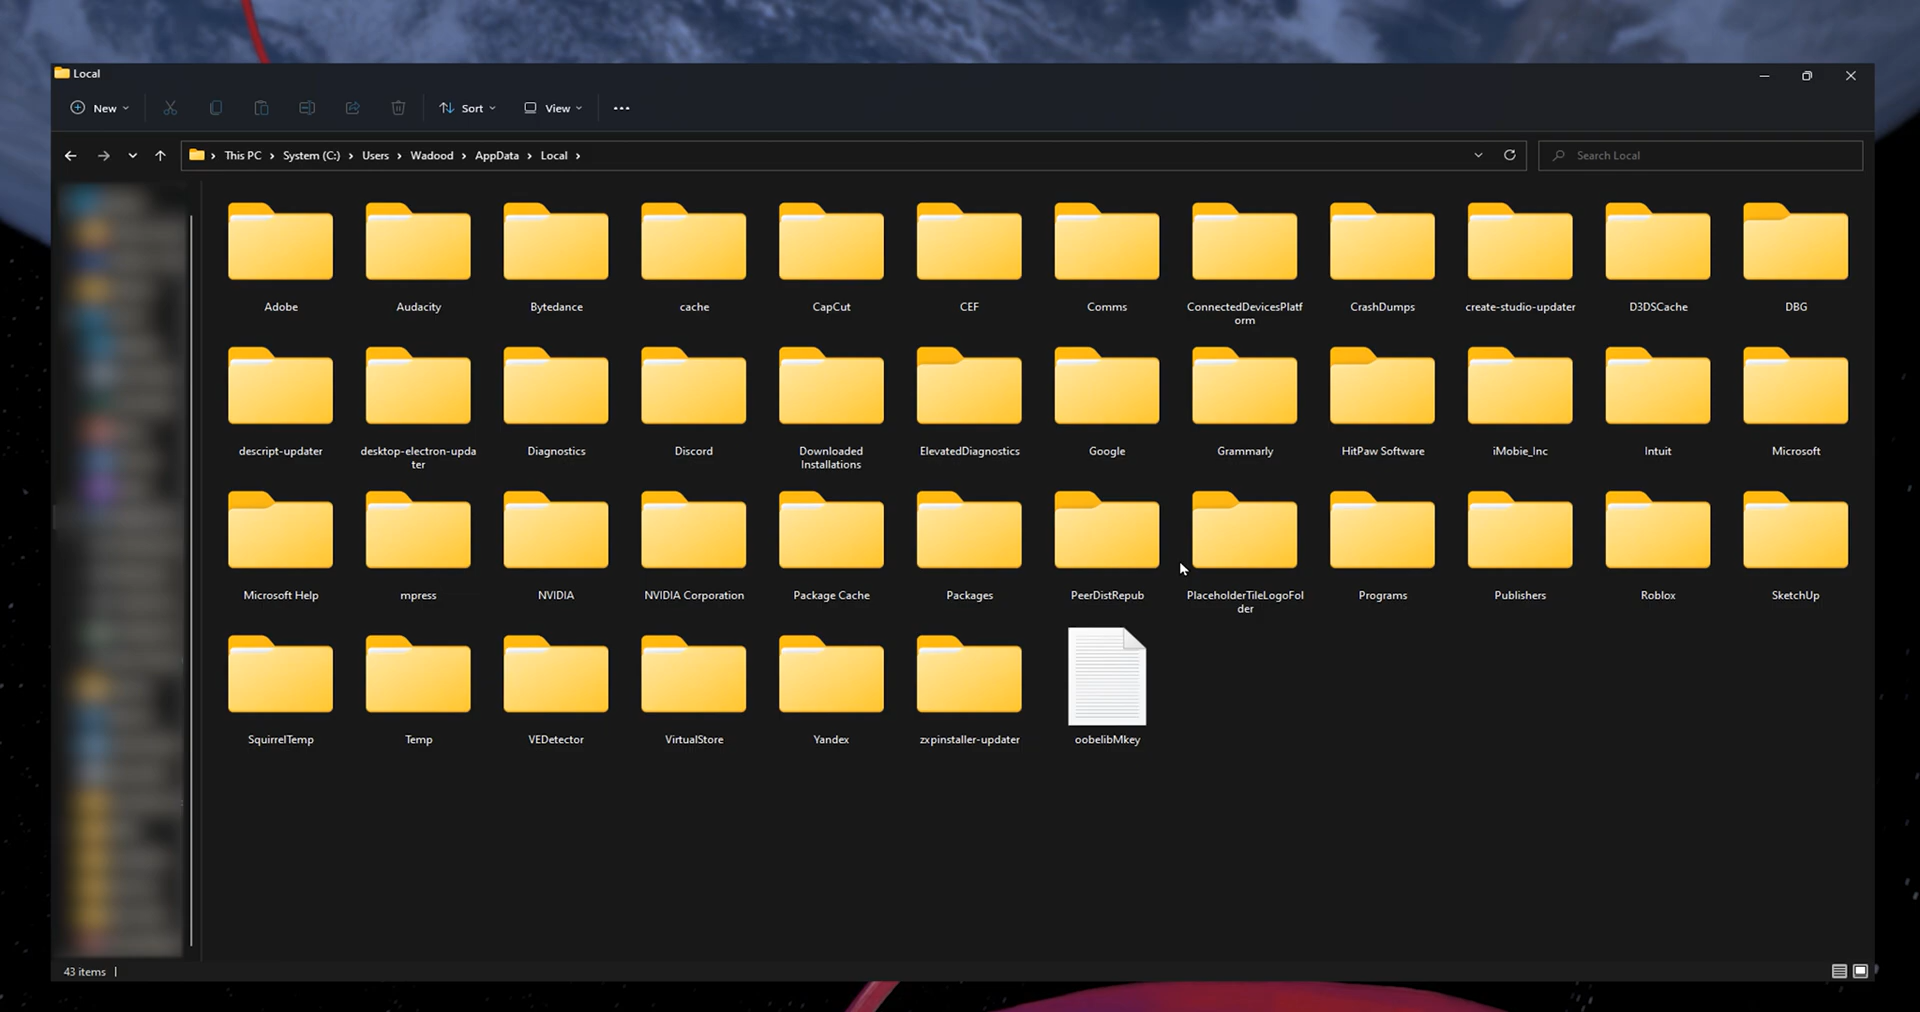 Local
New
Sort
View
This PC > System (C:) > Users > Wadood > AppData > Local >
Search Local
Adobe
Audacity
Bytedance
cache
CapCut
CEF
Comms
ConnectedDevicesPlatf
orm
CrashDumps
create-studio-updater
D3DSCache
DBG
descript-updater
desktop-electron-upda
ter
Diagnostics
Discord
Downloaded
Installations
ElevatedDiagnostics
Google
Grammarly
HitPaw Software
iMobie_Inc
Intuit
Microsoft
Microsoft Help
mpress
NVIDIA
NVIDIA Corporation
Package Cache
Packages
PeerDistRepub
PlaceholderTileLogoFol
der
Programs
Publishers
Roblox
SketchUp
SquirrelTemp
Temp
VEDetector
VirtualStore
Yandex
zxpinstaller-updater
oobelibMkey
43 items